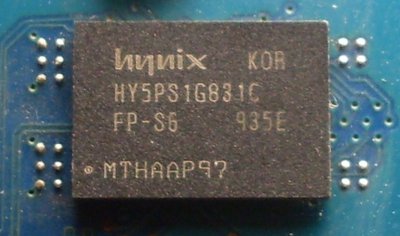 hynix KOR
HY5PS1G831C
FP-S6 935E
MTHAAP97